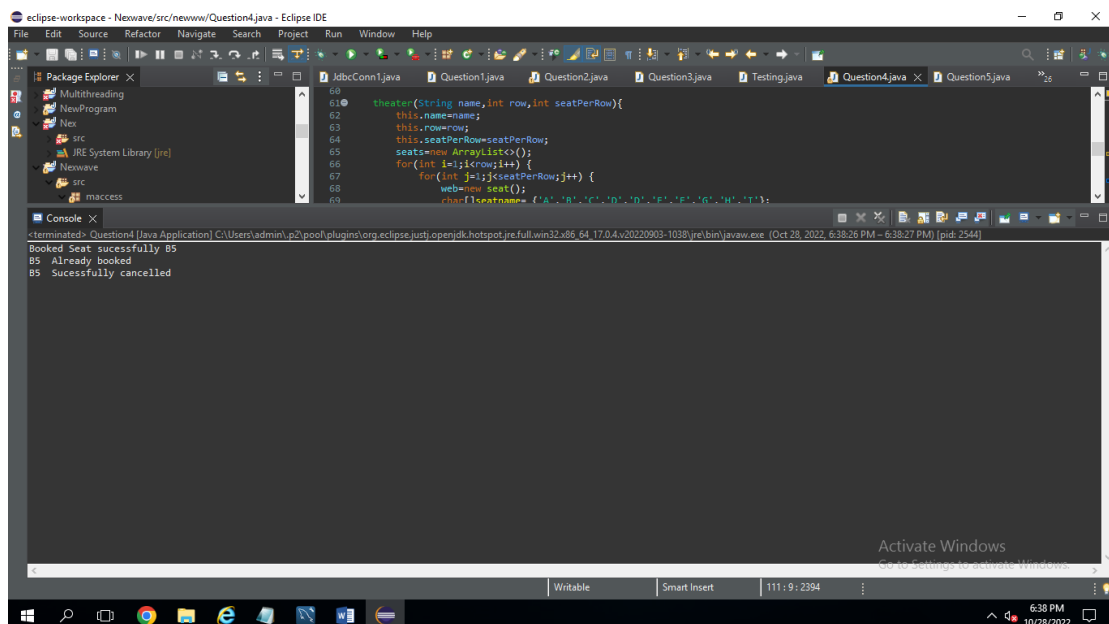 eclipse-workspace - Nexwave/src/newww/Question4.java - Eclipse IDE
File Edit Source Refactor Navigate Search Project Run Window Help
Package Explorer
JdbcConn1.java Question1.java Question2.java Question3.java Testing.java Question4.java Question5.java »26
Multithreading
NewProgram
Nex
src
JRE System Library [jre]
Nexwave
src
maccess
60
61 theater(String name,int row,int seatPerRow){
62 this.name=name;
63 this.row=row;
64 this.seatPerRow=seatPerRow;
65 seats=new ArrayList<>();
66 for(int i=1;i<row;i++) {
67 for(int j=1;j<seatPerRow;j++) {
68 web=new seat();
69 char[]seatname=
Console
<terminated> Question4 [Java Application] C:\Users\admin\.p2\pool\plugins\org.eclipse.justj.openjdk.hotspot.jre.full.win32.x86_64_17.0.4.v20220903-1038\jre\bin\javaw.exe (Oct 28, 2022, 6:38:26 PM – 6:38:27 PM) [pid: 2544]
Booked Seat sucessfully B5
B5 Already booked
B5 Sucessfully cancelled
Activate Windows
Go to Settings to activate Windows.
Writable Smart Insert 111 : 9 : 2394
6:38 PM
10/28/2022